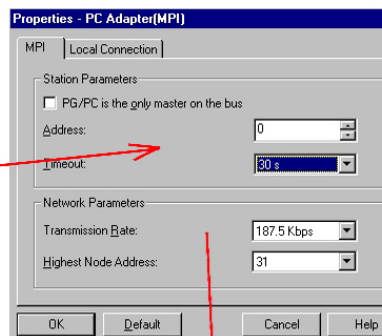 Properties - PC Adapter(MPI)
MPI Local Connection
Station Parameters
PG/PC is the only master on the bus
Address: 0
Timeout: 30 s
Network Parameters
Transmission Rate: 187.5 Kbps
Highest Node Address: 31
OK Default Cancel Help